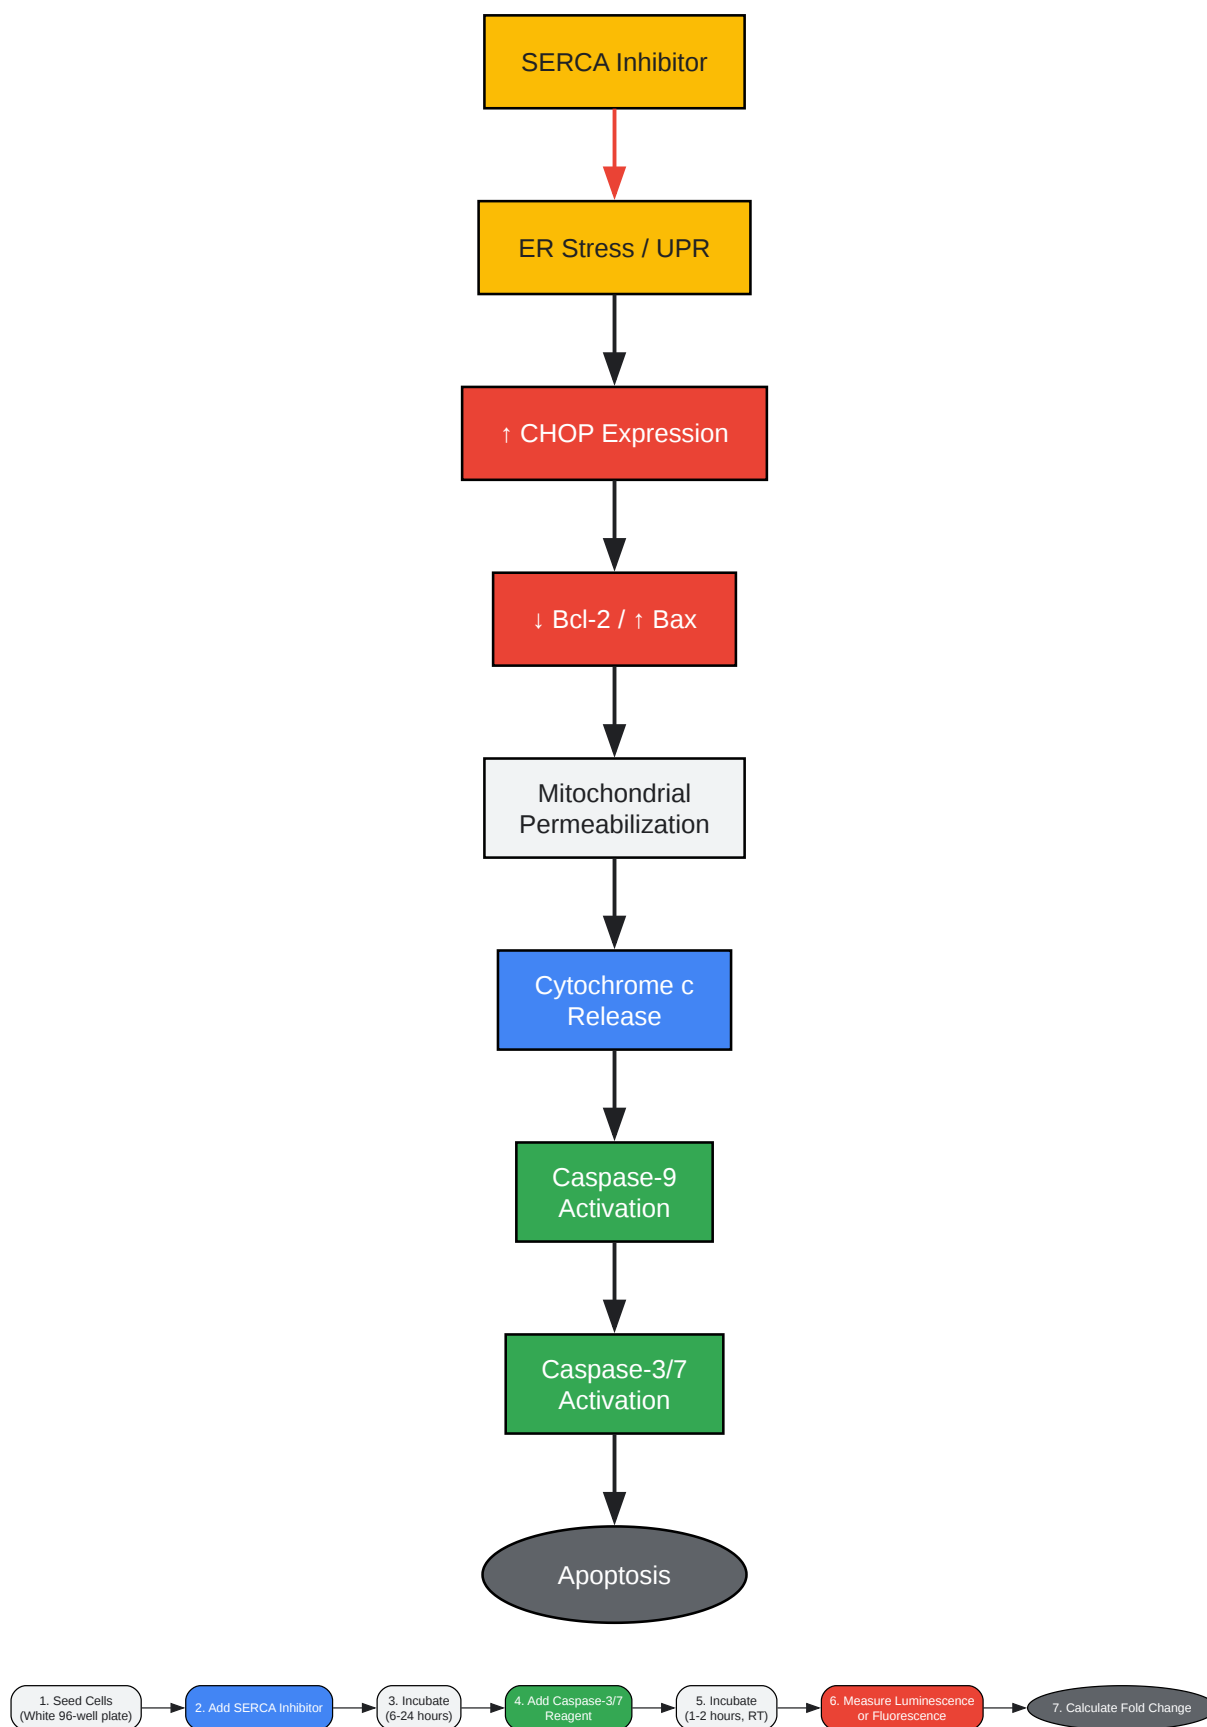 SERCA Inhibitor
ER Stress / UPR
↑ CHOP Expression
↓ Bcl-2 / ↑ Bax
Mitochondrial
Permeabilization
Cytochrome c
Release
Caspase-9
Activation
Caspase-3/7
Activation
Apoptosis
1. Seed Cells
(White 96-well plate)
2. Add SERCA Inhibitor
3. Incubate
(6-24 hours)
4. Add Caspase-3/7
Reagent
5. Incubate
(1-2 hours, RT)
6. Measure Luminescence
or Fluorescence
7. Calculate Fold Change